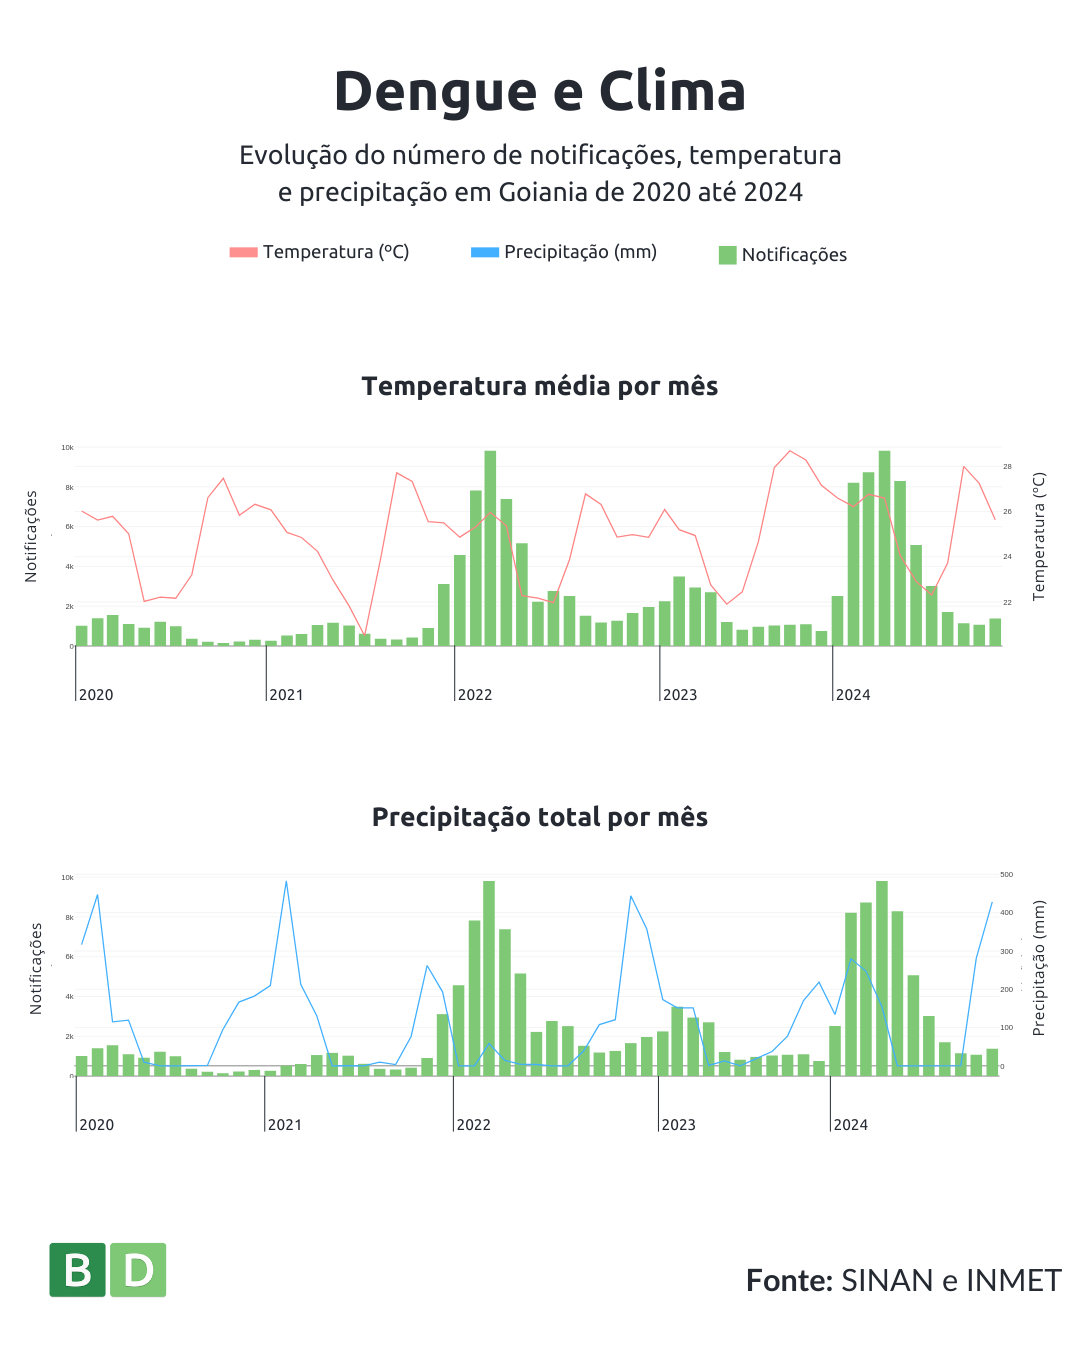 Dengue e Clima
Evolução do número de notificações, temperatura
e precipitação em Goiania de 2020 até 2024
Temperatura (ºC) Precipitação (mm) Notificações
Temperatura média por mês
Notificações
10k
8k
6k
4k
2k
0
28
26
24
22
Temperatura (ºC)
2020 2021 2022 2023 2024
Precipitação total por mês
Notificações
10k
8k
6k
4k
2k
0
500
400
300
200
100
0
Precipitação (mm)
2020 2021 2022 2023 2024
BD
Fonte: SINAN e INMET